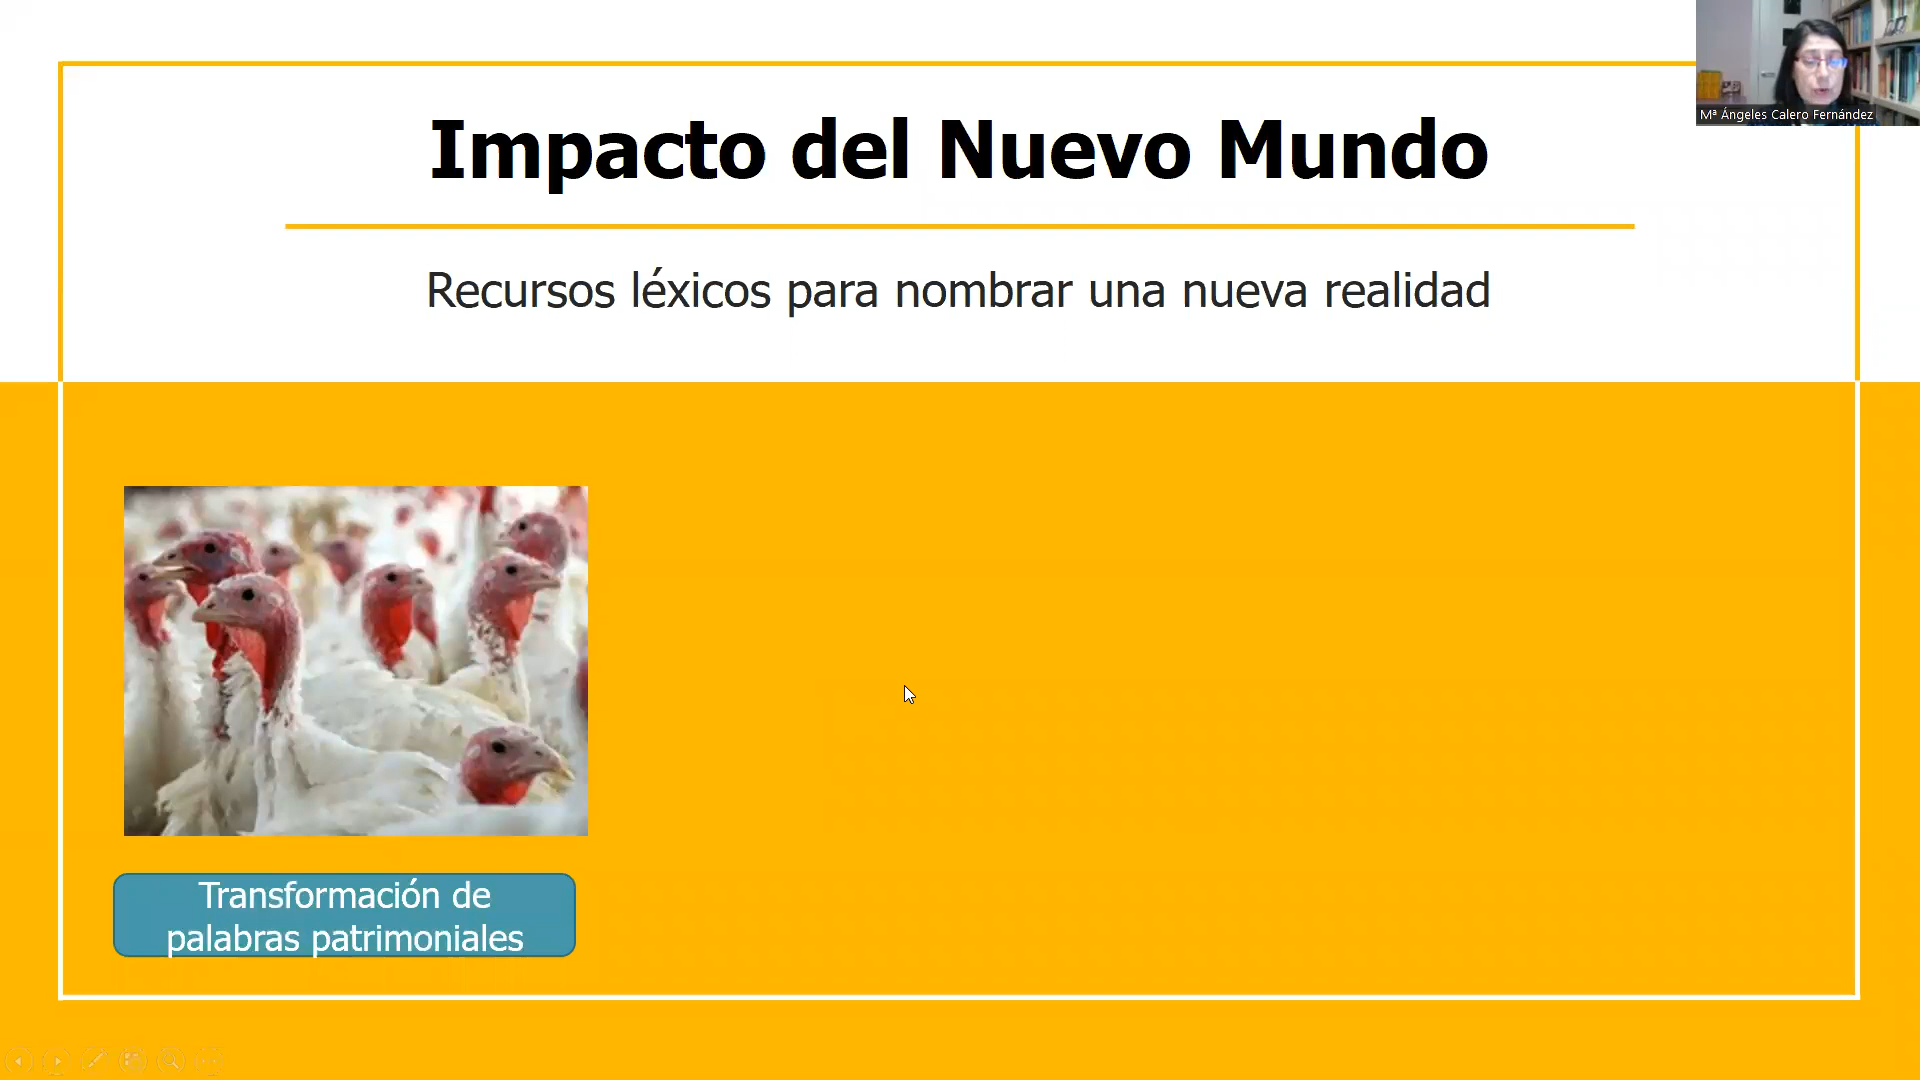 Impacto del Nuevo Mundo
Mª Ángeles Calero Fernández
Recursos léxicos para nombrar una nueva realidad
Transformación de
palabras patrimoniales